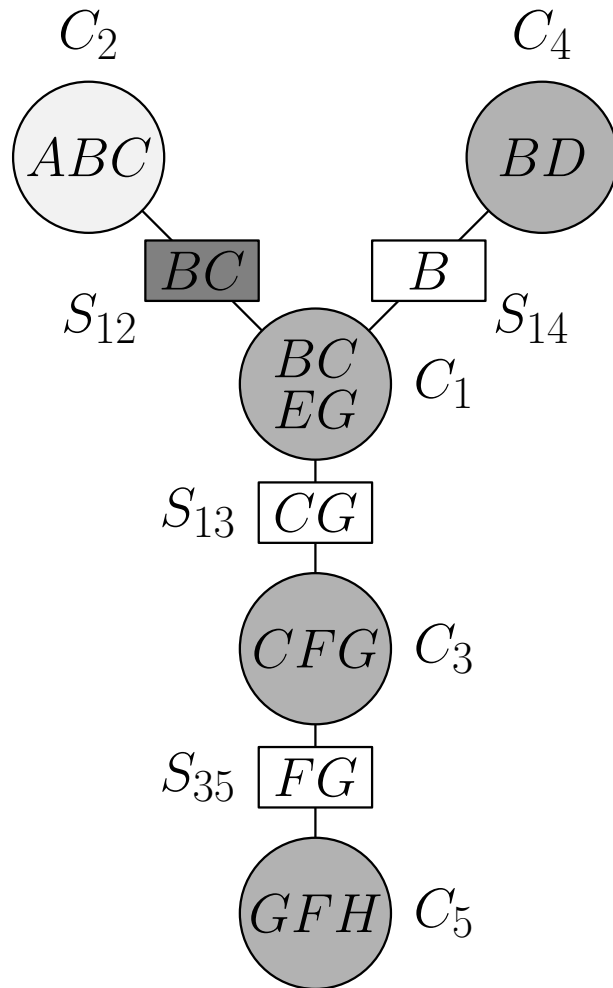 C2 C4
ABC BD
BC B
S12 S14
BC
EG C1
S13 CG
CFG C3
S35 FG
GFH C5